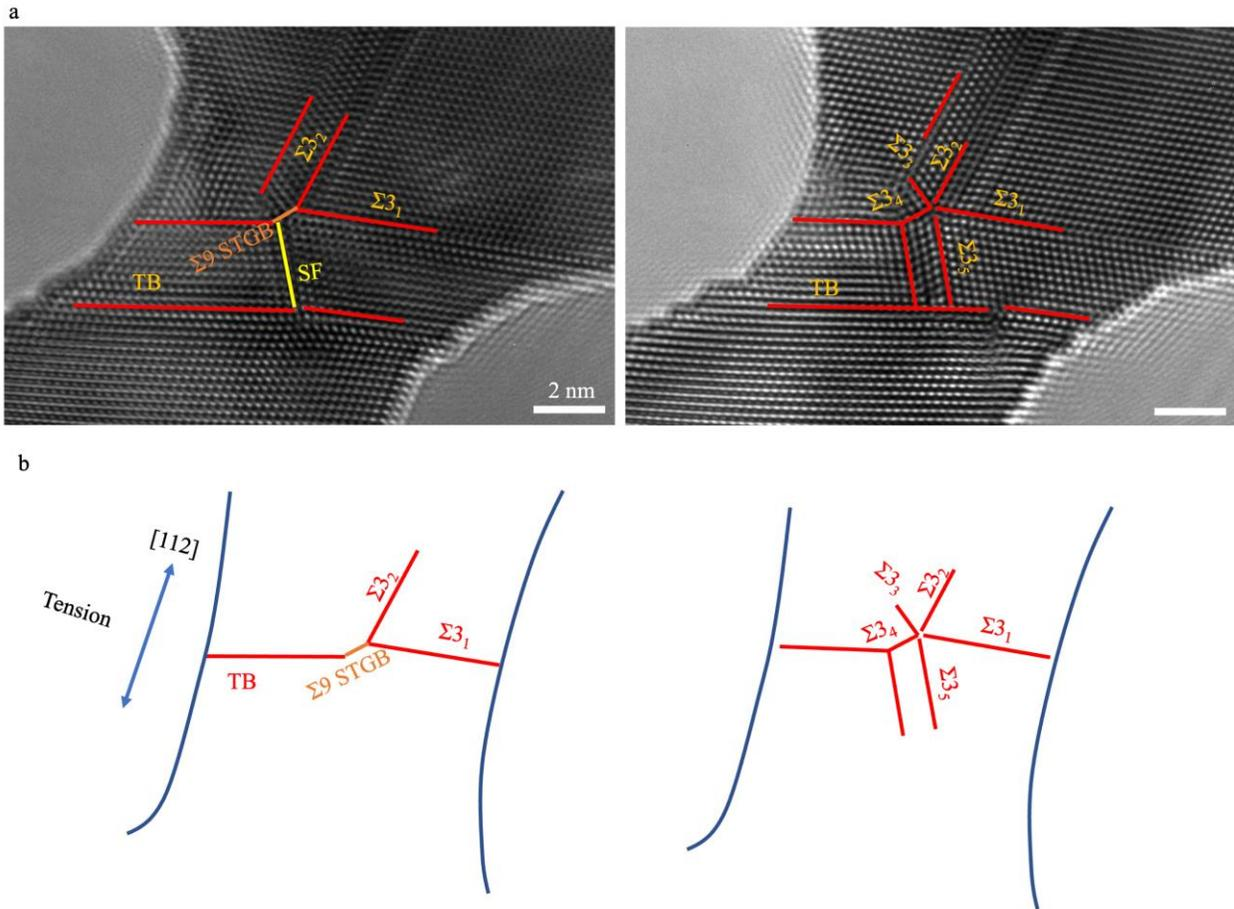 a
Σ3₂
Σ3₁
Σ9 STGB
SF
TB
2 nm
Σ3₃
Σ3₂
Σ3₄
Σ3₁
Σ3₅
TB
b
[112]
Tension
Σ3₂
Σ3₁
Σ9 STGB
TB
Σ3₃
Σ3₂
Σ3₄
Σ3₁
Σ3₅